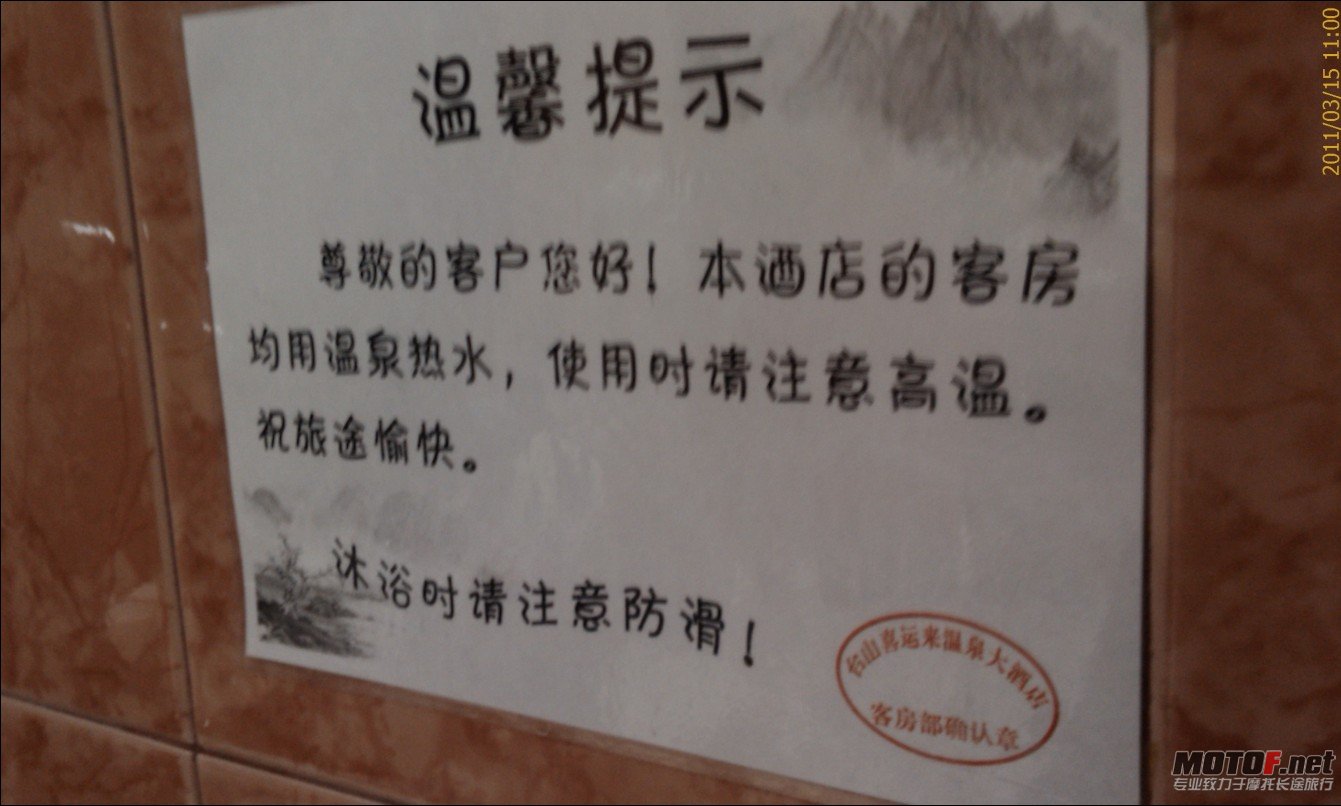 温馨提示
尊敬的客户您好！本酒店的客房
均用温泉热水，使用时请注意高温。
祝旅途愉快。
沐浴时请注意防滑！
台山喜运来温泉大酒店
客房部确认章
2011/03/15 11:00
MOTOF.net
专业致力于摩托长途旅行